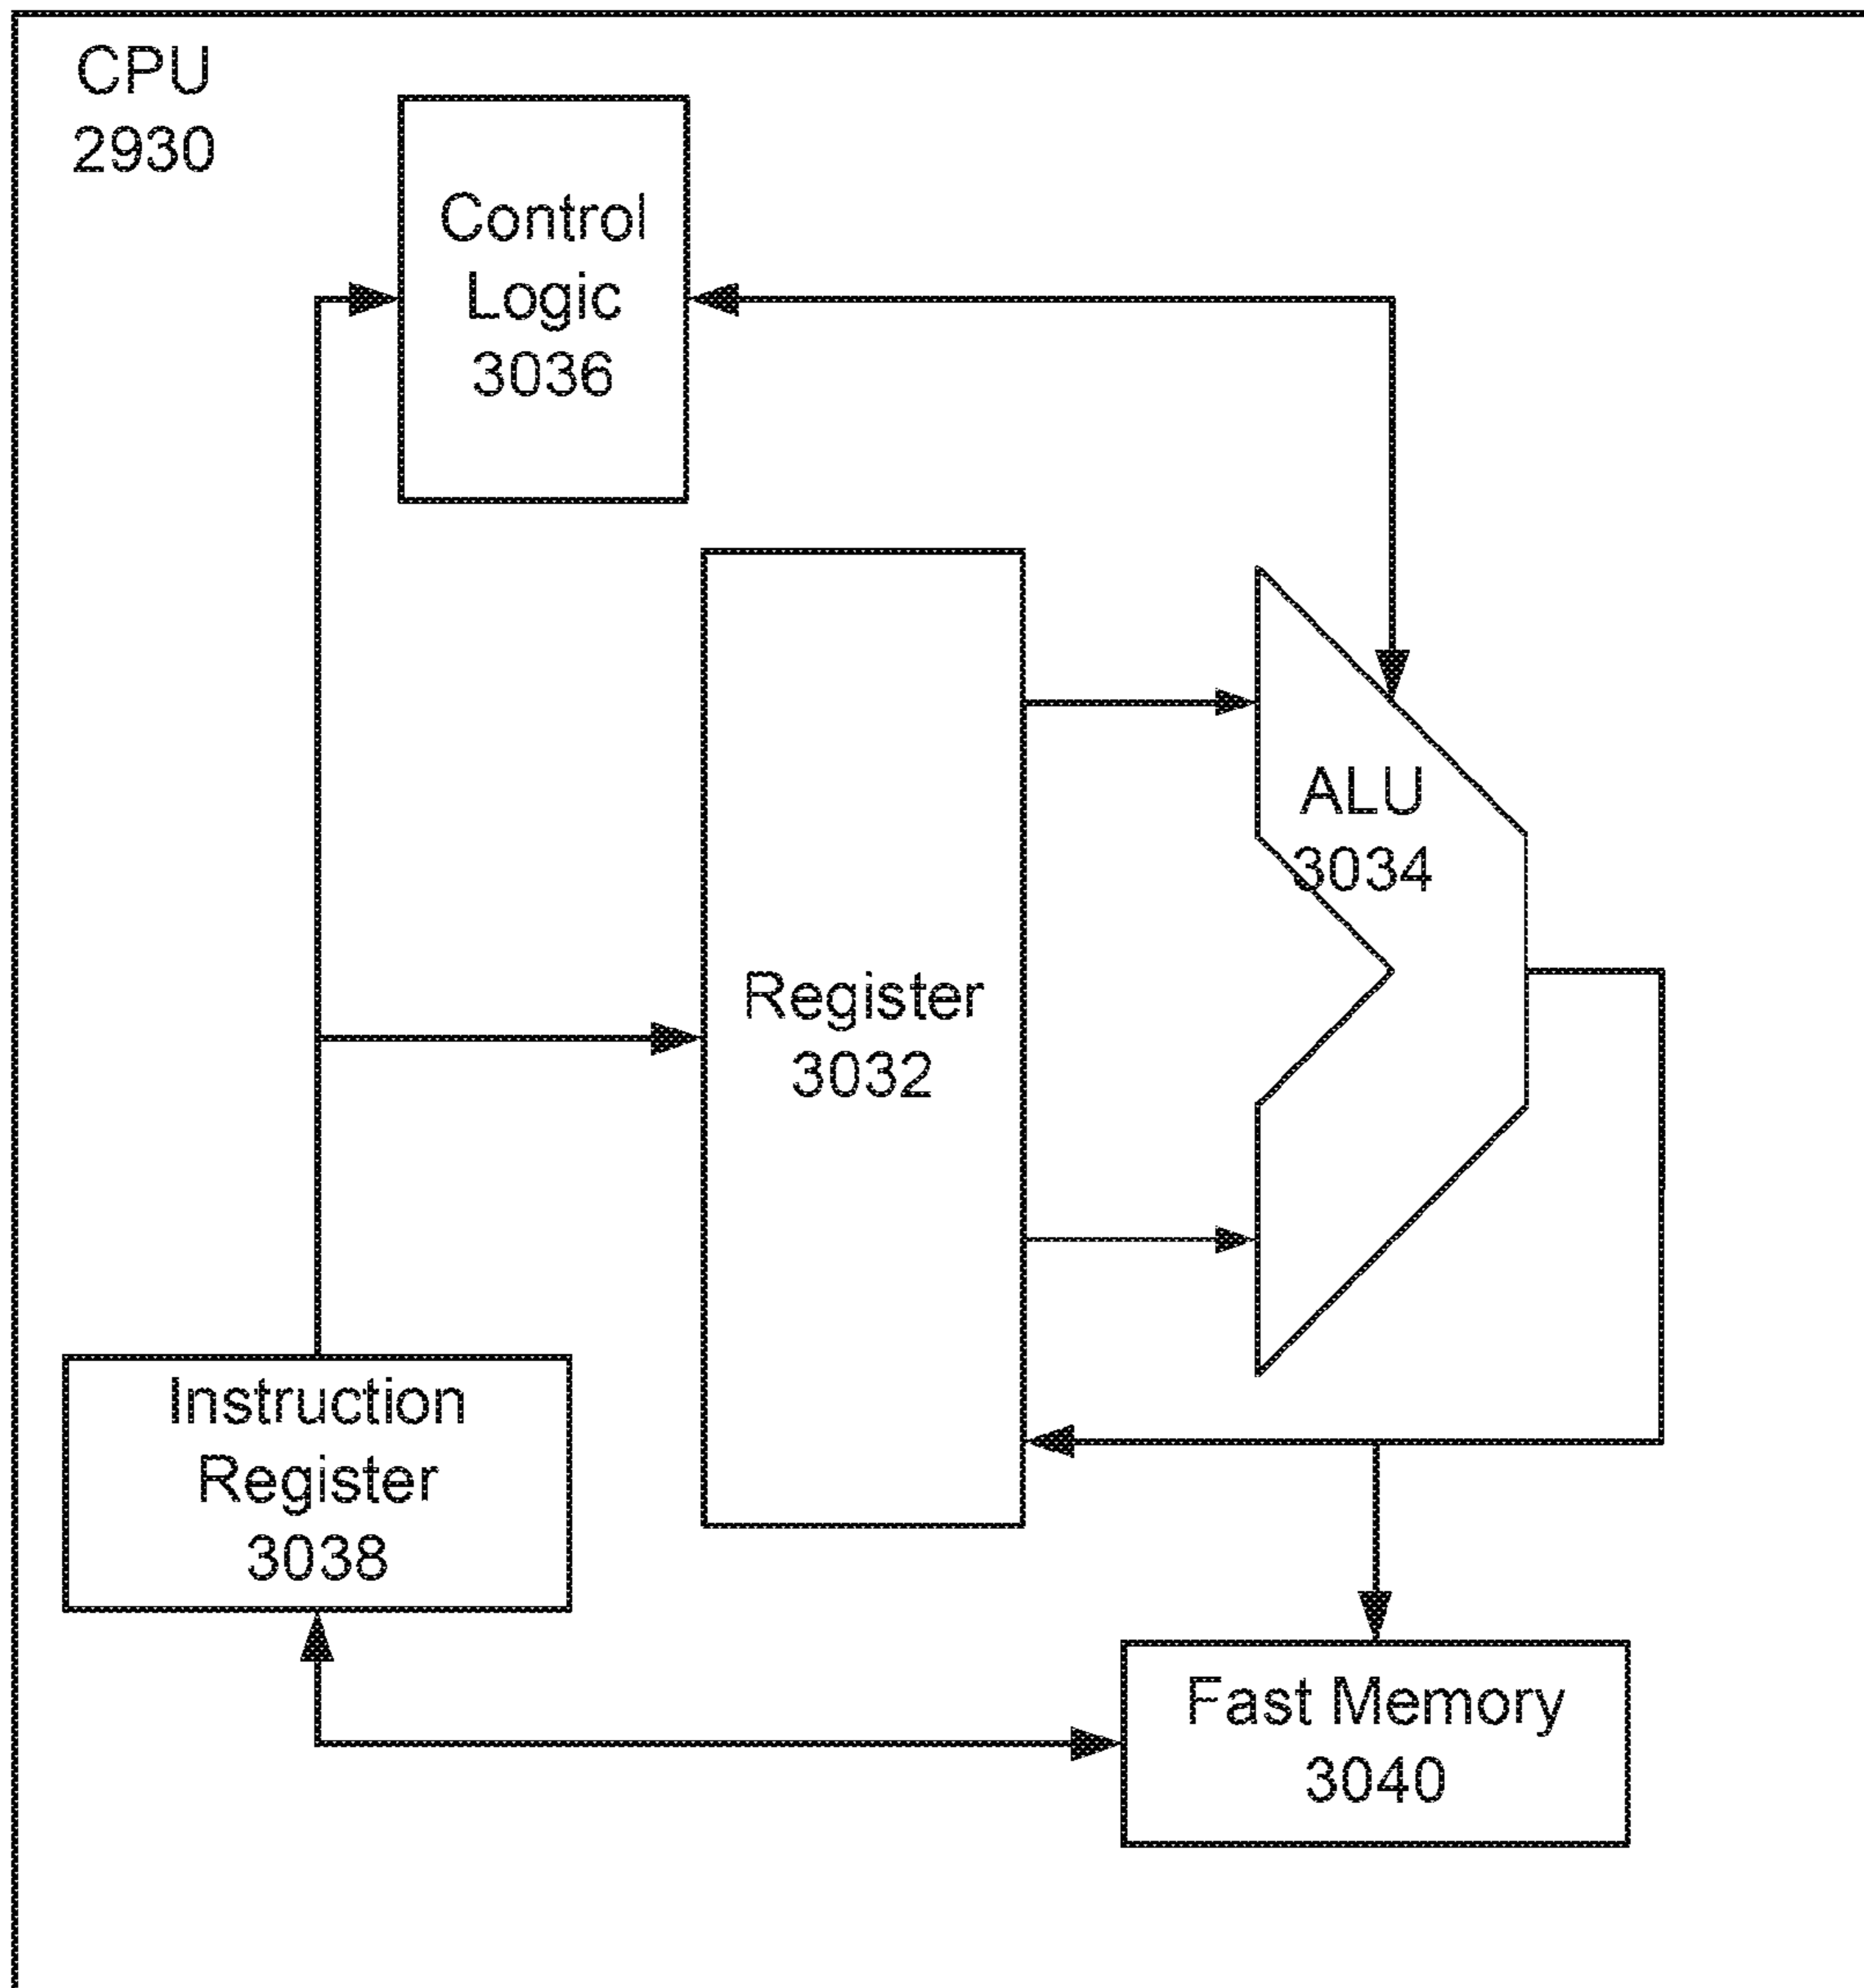 CPU
2930
Control
Logic
3036
ALU
3034
Register
3032
Instruction
Register
3038
Fast Memory
3040